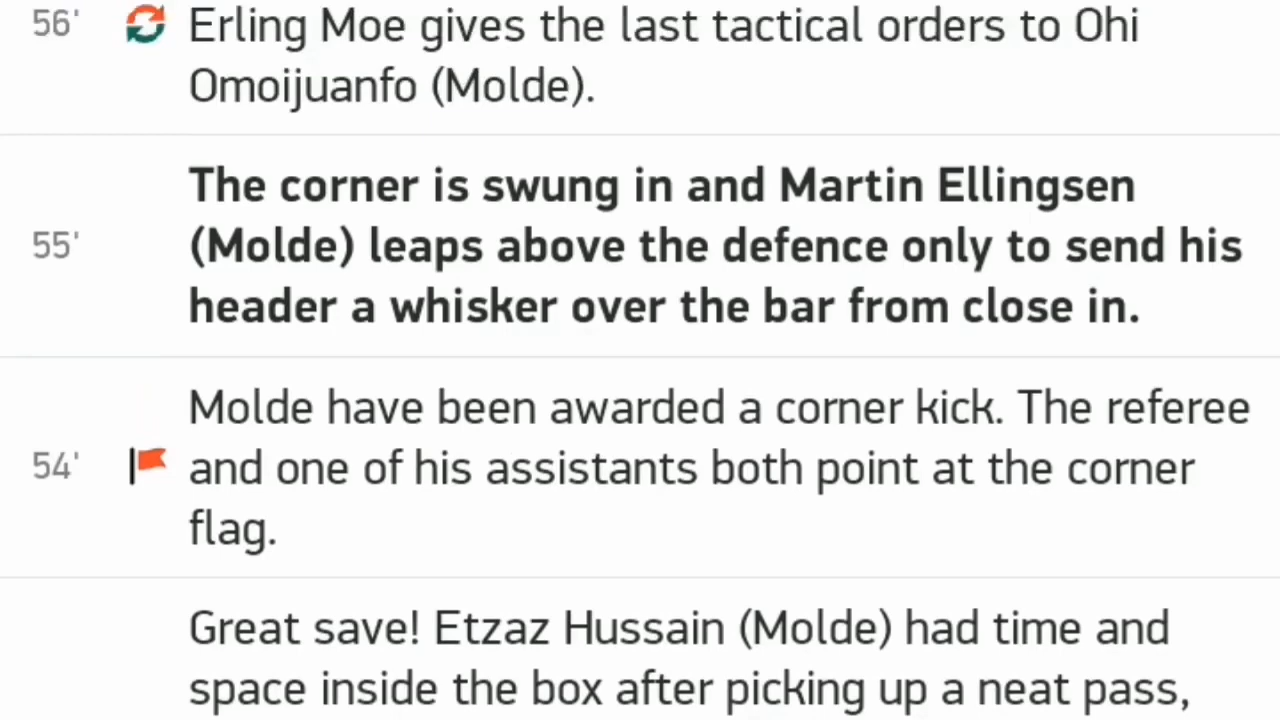 56'
Erling Moe gives the last tactical orders to Ohi
Omoijuanfo (Molde).
The corner is swung in and Martin Ellingsen
55'
(Molde) leaps above the defence only to send his
header a whisker over the bar from close in.
Molde have been awarded a corner kick. The referee
54'
and one of his assistants both point at the corner
flag.
Great save! Etzaz Hussain (Molde) had time and
space inside the box after picking up a neat pass,